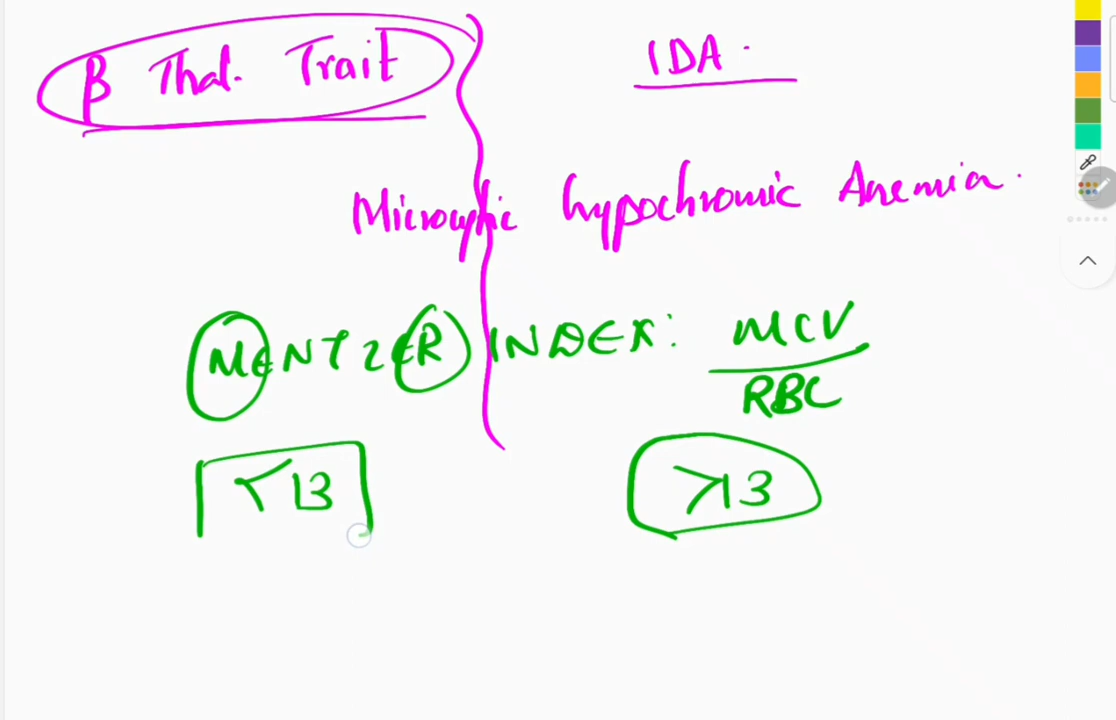 β Thal. Trait
IDA.
Microcytic hypochromic Anemia.
MENTZER INDEX: MCV
RBC
<13
>13